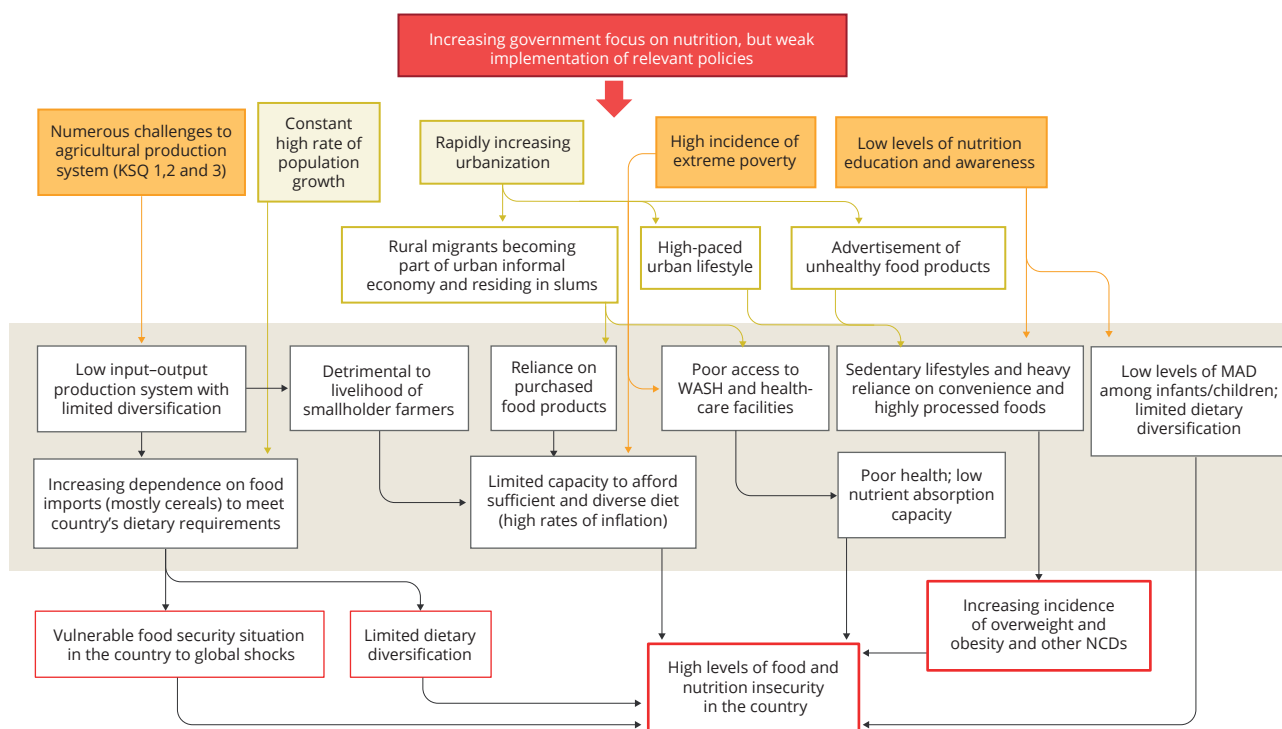 Increasing government focus on nutrition, but weak
implementation of relevant policies
Numerous challenges to
agricultural production
system (KSQ 1,2 and 3)
Constant
high rate of
population
growth
Rapidly increasing
urbanization
High incidence of
extreme poverty
Low levels of nutrition
education and awareness
Rural migrants becoming
part of urban informal
economy and residing in slums
High-paced
urban lifestyle
Advertisement of
unhealthy food products
Low input–output
production system with
limited diversification
Detrimental to
livelihood of
smallholder farmers
Reliance on
purchased
food products
Poor access to
WASH and health-
care facilities
Sedentary lifestyles and heavy
reliance on convenience and
highly processed foods
Low levels of MAD
among infants/children;
limited dietary
diversification
Increasing dependence on food
imports (mostly cereals) to meet
country’s dietary requirements
Limited capacity to afford
sufficient and diverse diet
(high rates of inflation)
Poor health; low
nutrient absorption
capacity
Vulnerable food security situation
in the country to global shocks
Limited dietary
diversification
High levels of food and
nutrition insecurity
in the country
Increasing incidence
of overweight and
obesity and other NCDs